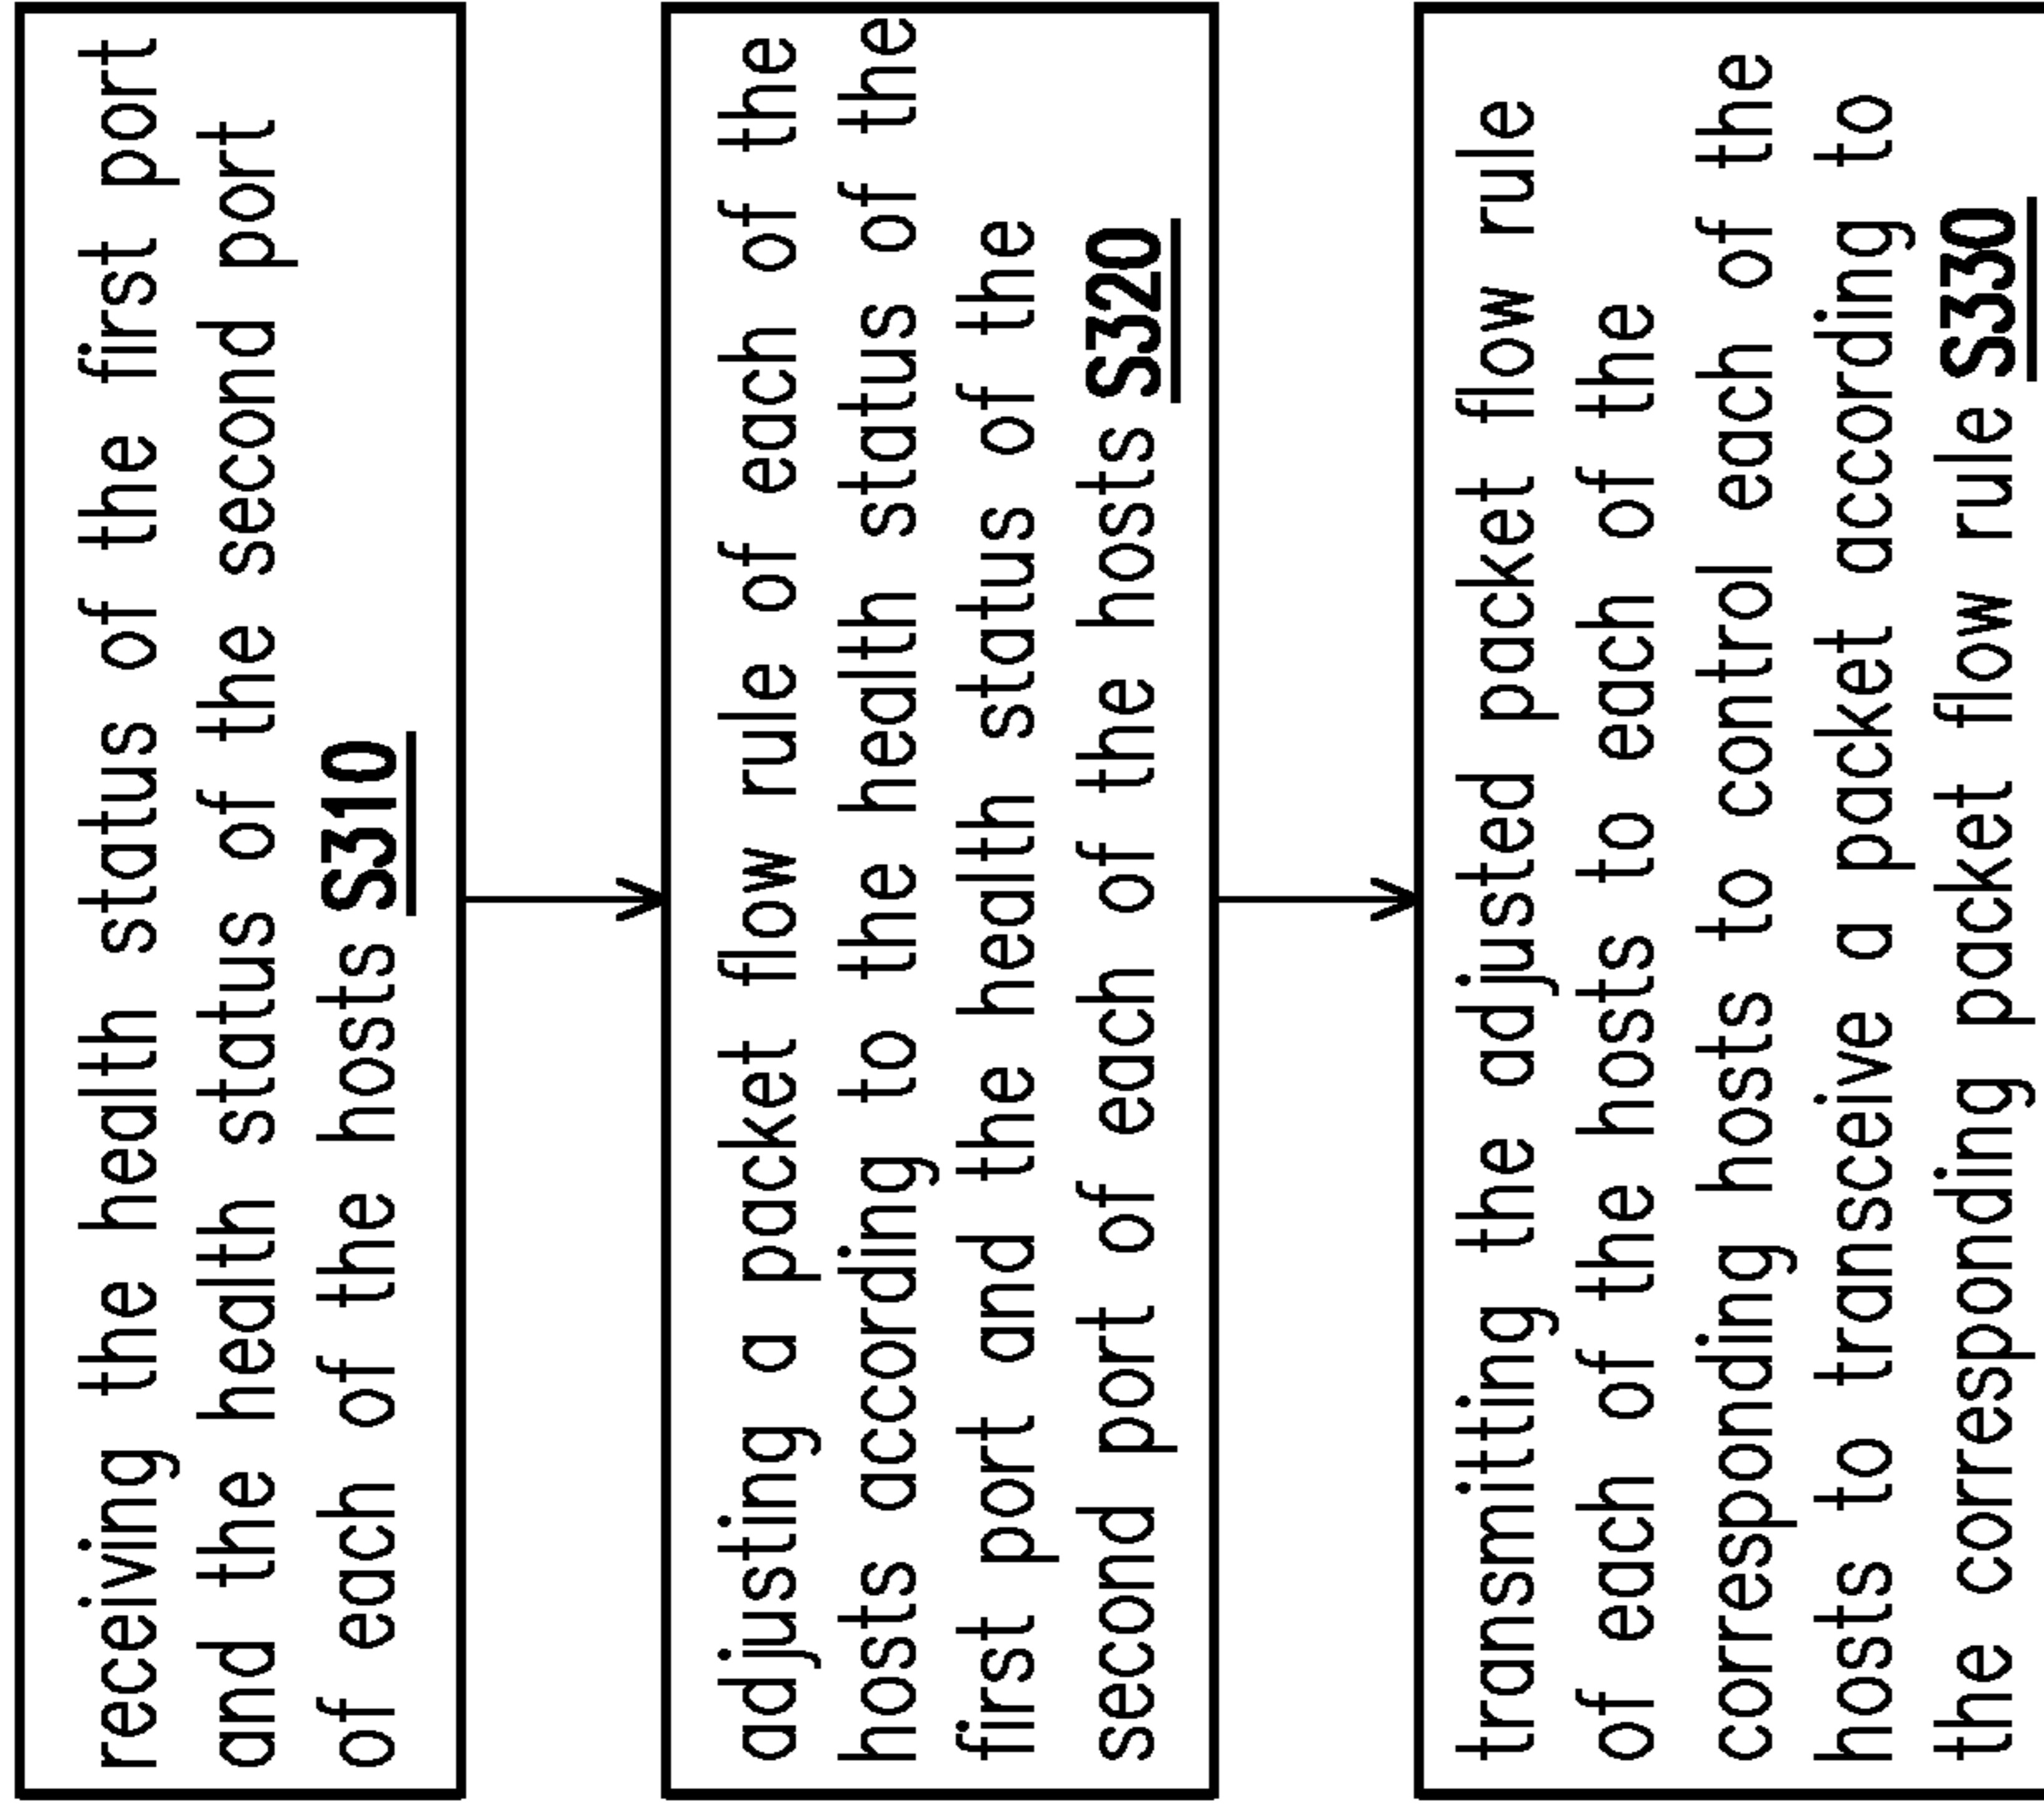 receiving the health status of the first port
and the health status of the second port
of each of the hosts S310
adjusting a packet flow rule of each of the
hosts according to the health status of the
first port and the health status of the
second port of each of the hosts S320
transmitting the adjusted packet flow rule
of each of the hosts to each of the
corresponding hosts to control each of the
hosts to transceive a packet according to
the corresponding packet flow rule S330